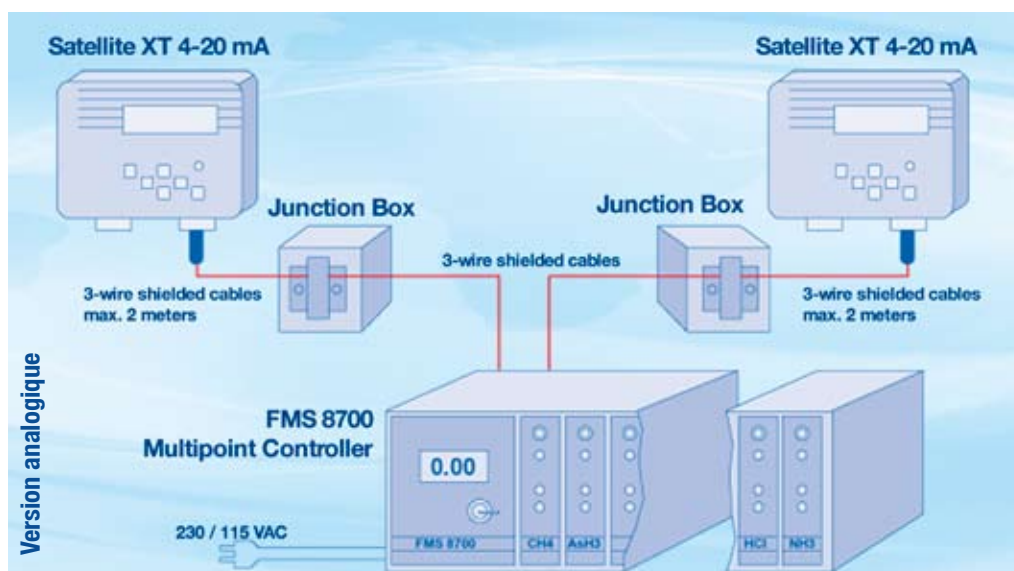 Satellite XT 4-20 mA
Satellite XT 4-20 mA
Junction Box
Junction Box
3-wire shielded cables
3-wire shielded cables
max. 2 meters
3-wire shielded cables
max. 2 meters
Version analogique
FMS 8700
Multipoint Controller
0.00
230 / 115 VAC
FMS 8700
CH4
AsH3
HCl
NH3